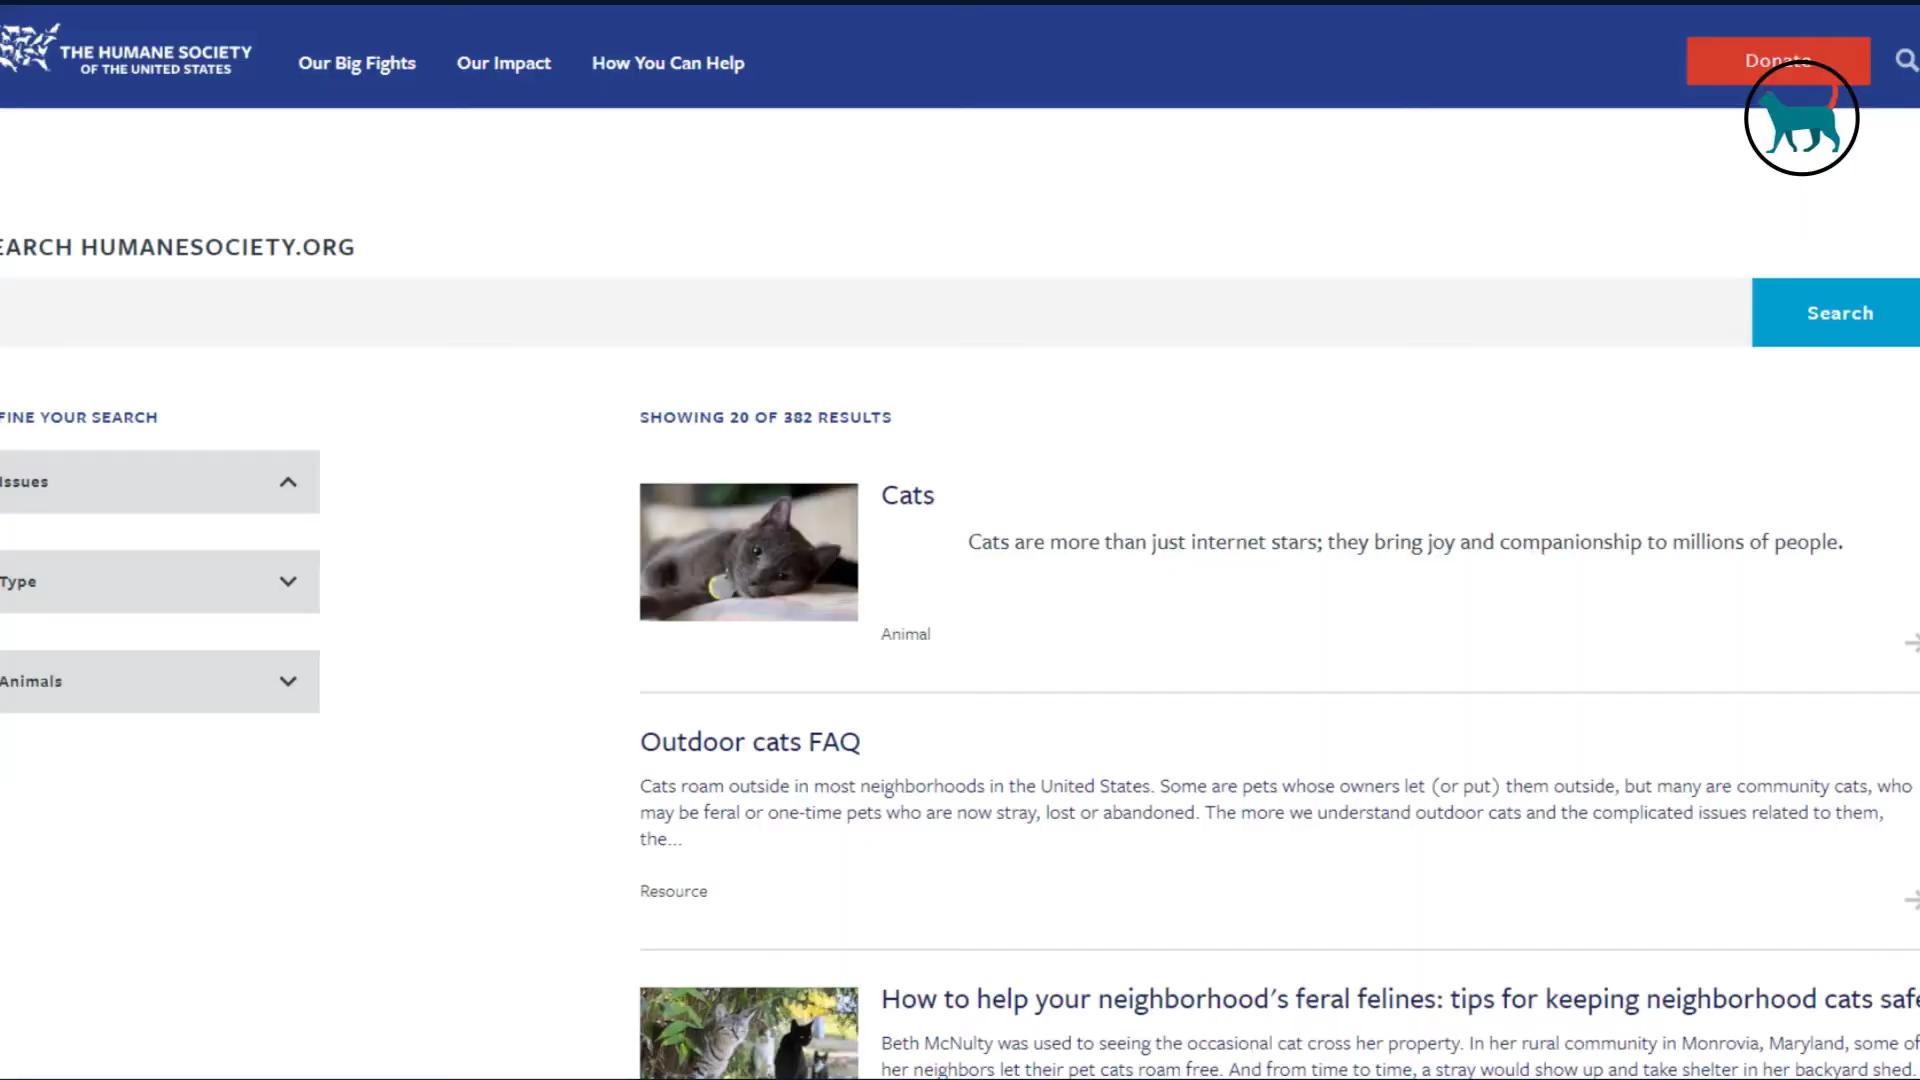 THE HUMANE SOCIETY
OF THE UNITED STATES
Our Big Fights
Our Impact
How You Can Help
Donate
EARCH HUMANESOCIETY.ORG
Search
FINE YOUR SEARCH
Issues
Type
Animals
SHOWING 20 OF 382 RESULTS
Cats
Cats are more than just internet stars; they bring joy and companionship to millions of people.
Animal
Outdoor cats FAQ
Cats roam outside in most neighborhoods in the United States. Some are pets whose owners let (or put) them outside, but many are community cats, who
may be feral or one-time pets who are now stray, lost or abandoned. The more we understand outdoor cats and the complicated issues related to them,
the...
Resource
How to help your neighborhood's feral felines: tips for keeping neighborhood cats safe
Beth McNulty was used to seeing the occasional cat cross her property. In her rural community in Monrovia, Maryland, some of
her neighbors let their pet cats roam free. And from time to time, a stray would show up and take shelter in her backyard shed.